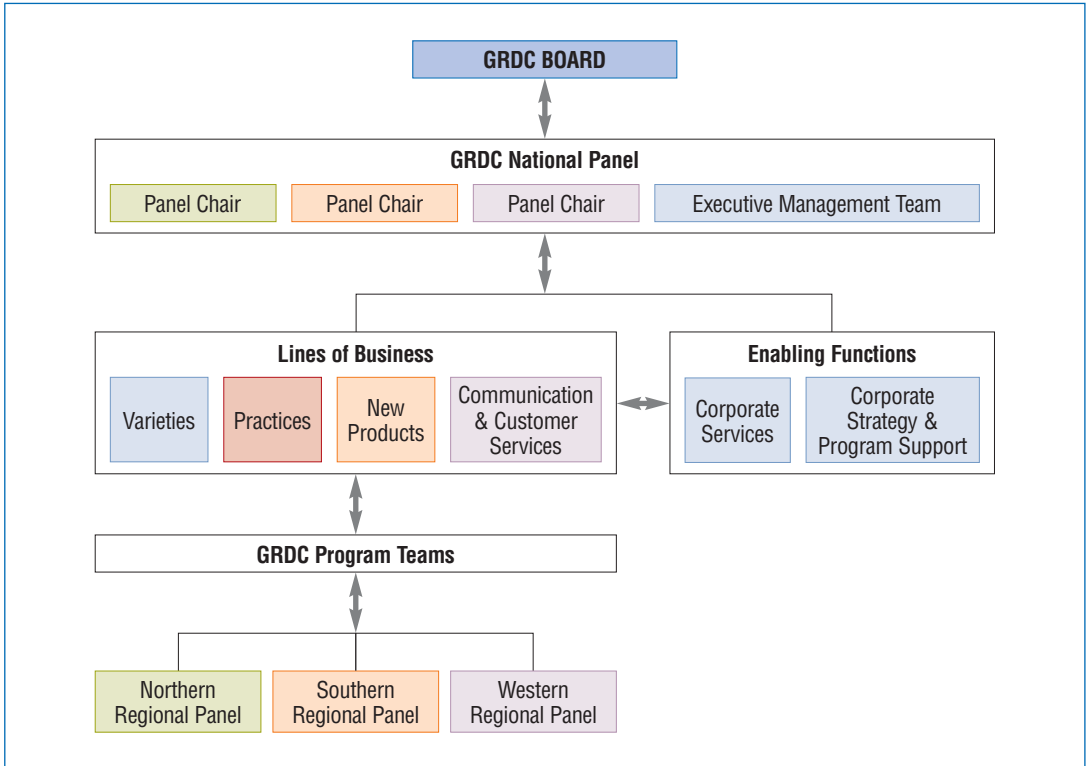 GRDC BOARD
GRDC National Panel
Panel Chair
Panel Chair
Panel Chair
Executive Management Team
Lines of Business
Varieties
Practices
New
Products
Communication
& Customer
Services
Enabling Functions
Corporate
Services
Corporate
Strategy &
Program Support
GRDC Program Teams
Northern
Regional Panel
Southern
Regional Panel
Western
Regional Panel